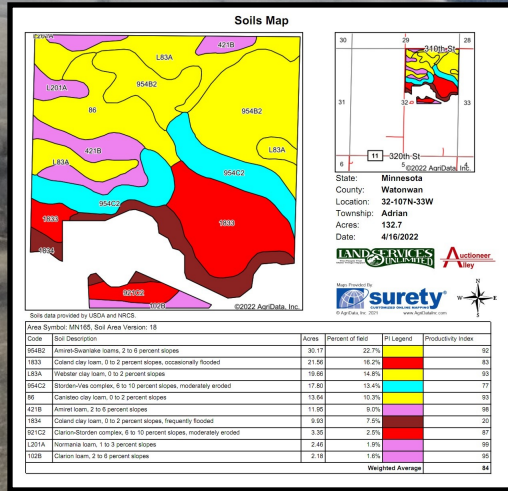 Soils Map
L201A
421B
L83A
L201A
954B2
86
954B2
421B
L83A
L83A
954C2
954C2
1833
1833
1834
921C2
102B
©2022 AgriData, Inc.
Soils data provided by USDA and NRCS.
30 29 28
310th St
31 32 33
11 320th St
6 5 4
©2022 AgriData, Inc.
State: Minnesota
County: Watonwan
Location: 32-107N-33W
Township: Adrian
Acres: 132.7
Date: 4/16/2022
LAND SERVICES UNLIMITED
Auctioneer Alley
Maps Provided By
surety
CUSTOMIZED ONLINE MAPPING
© AgriData, Inc. 2021 www.AgriDataInc.com
N
W E
S
Area Symbol: MN165, Soil Area Version: 18
Code Soil Description Acres Percent of field PI Legend Productivity Index
954B2 Amiret-Swanlake loams, 2 to 6 percent slopes 30.17 22.7% 92
1833 Coland clay loam, 0 to 2 percent slopes, occasionally flooded 21.56 16.2% 83
L83A Webster clay loam, 0 to 2 percent slopes 19.66 14.8% 93
954C2 Storden-Ves complex, 6 to 10 percent slopes, moderately eroded 17.80 13.4% 77
86 Canisteo clay loam, 0 to 2 percent slopes 13.64 10.3% 93
421B Amiret loam, 2 to 6 percent slopes 11.95 9.0% 98
1834 Coland clay loam, 0 to 2 percent slopes, frequently flooded 9.93 7.5% 20
921C2 Clarion-Storden complex, 6 to 10 percent slopes, moderately eroded 3.35 2.5% 87
L201A Normania loam, 1 to 3 percent slopes 2.46 1.9% 99
102B Clarion loam, 2 to 6 percent slopes 2.18 1.6% 95
Weighted Average 84